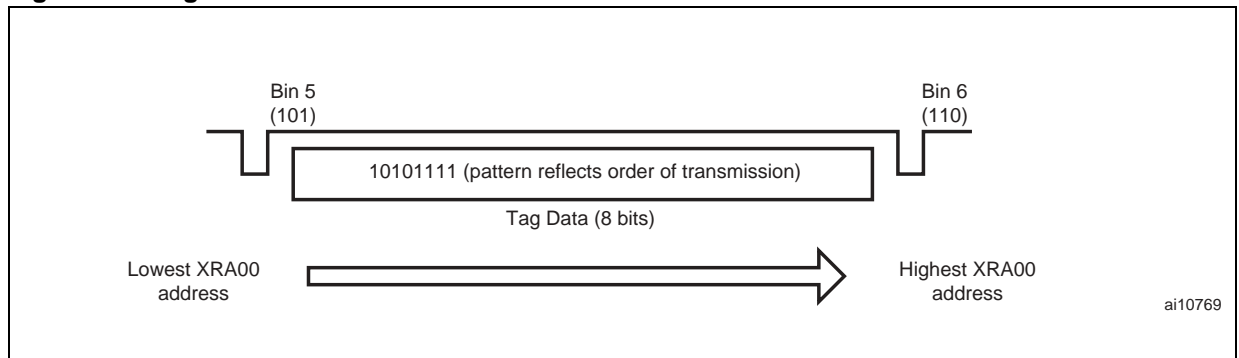 Bin 5
(101)
Bin 6
(110)
10101111 (pattern reflects order of transmission)
Tag Data (8 bits)
Lowest XRA00
address
Highest XRA00
address
ai10769